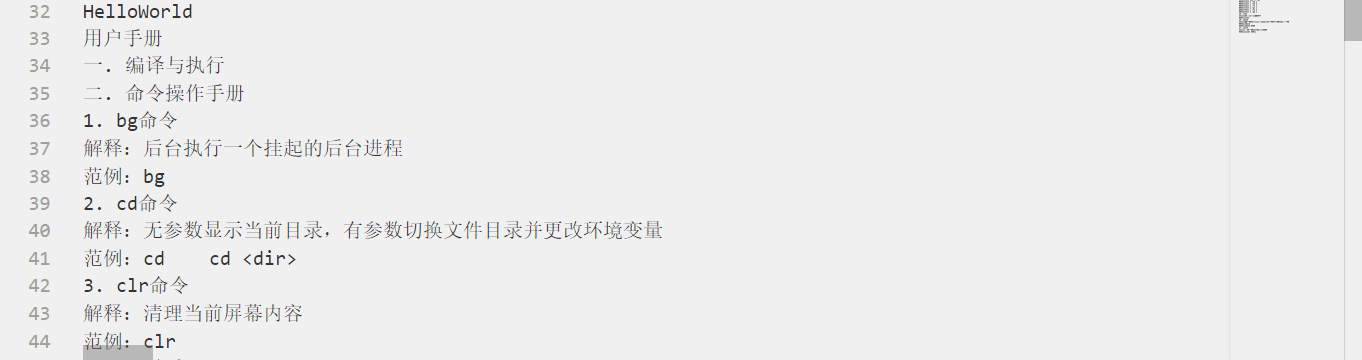 32 HelloWorld
33 用户手册
34 一. 编译与执行
35 二. 命令操作手册
36 1. bg命令
37 解释：后台执行一个挂起的后台进程
38 范例：bg
39 2. cd命令
40 解释：无参数显示当前目录，有参数切换文件目录并更改环境变量
41 范例：cd    cd <dir>
42 3. clr命令
43 解释：清理当前屏幕内容
44 范例：clr